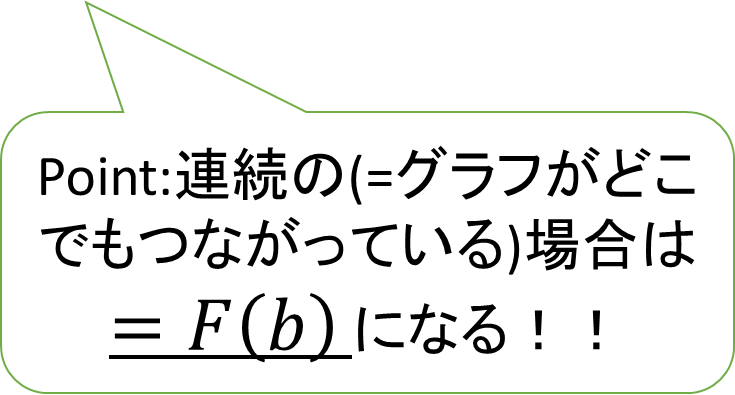 Point:連続の(=グラフがどこ
でもつながっている)場合は
= F(b) になる！！